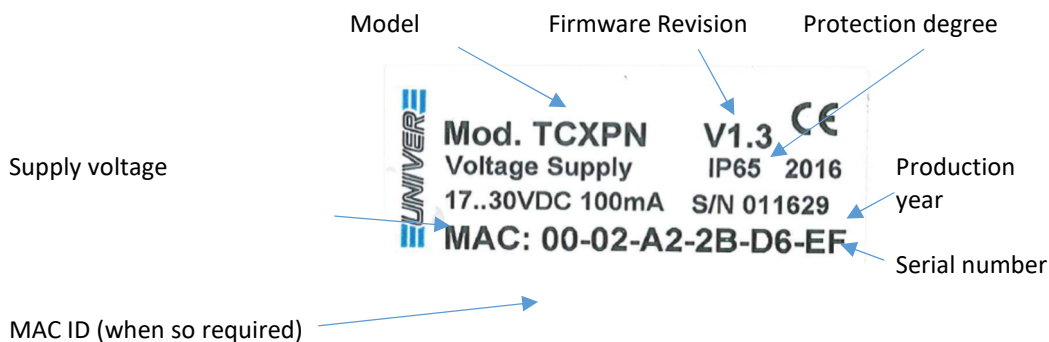 Model Firmware Revision Protection degree
UNIVER
Mod. TCXPN V1.3 CE
Voltage Supply IP65 2016
17..30VDC 100mA S/N 011629
MAC: 00-02-A2-2B-D6-EF
Supply voltage
Production
year
Serial number
MAC ID (when so required)